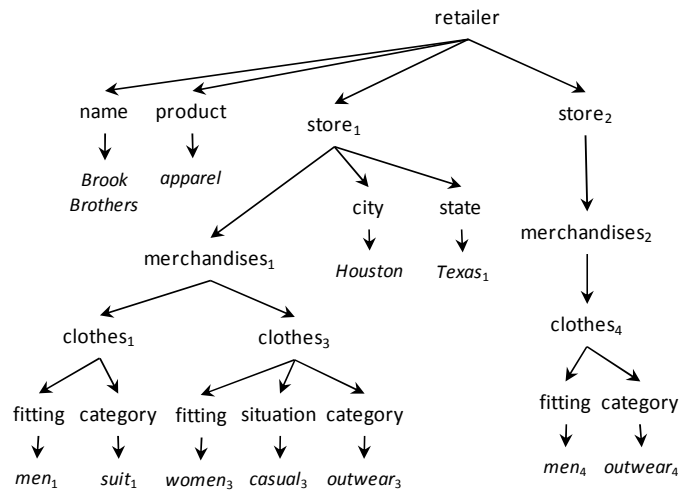 retailer
name product store₁ store₂
Brook Brothers apparel
city state
merchandises₁ Houston Texas₁ merchandises₂
clothes₁ clothes₃ clothes₄
fitting category fitting situation category fitting category
men₁ suit₁ women₃ casual₃ outwear₃ men₄ outwear₄